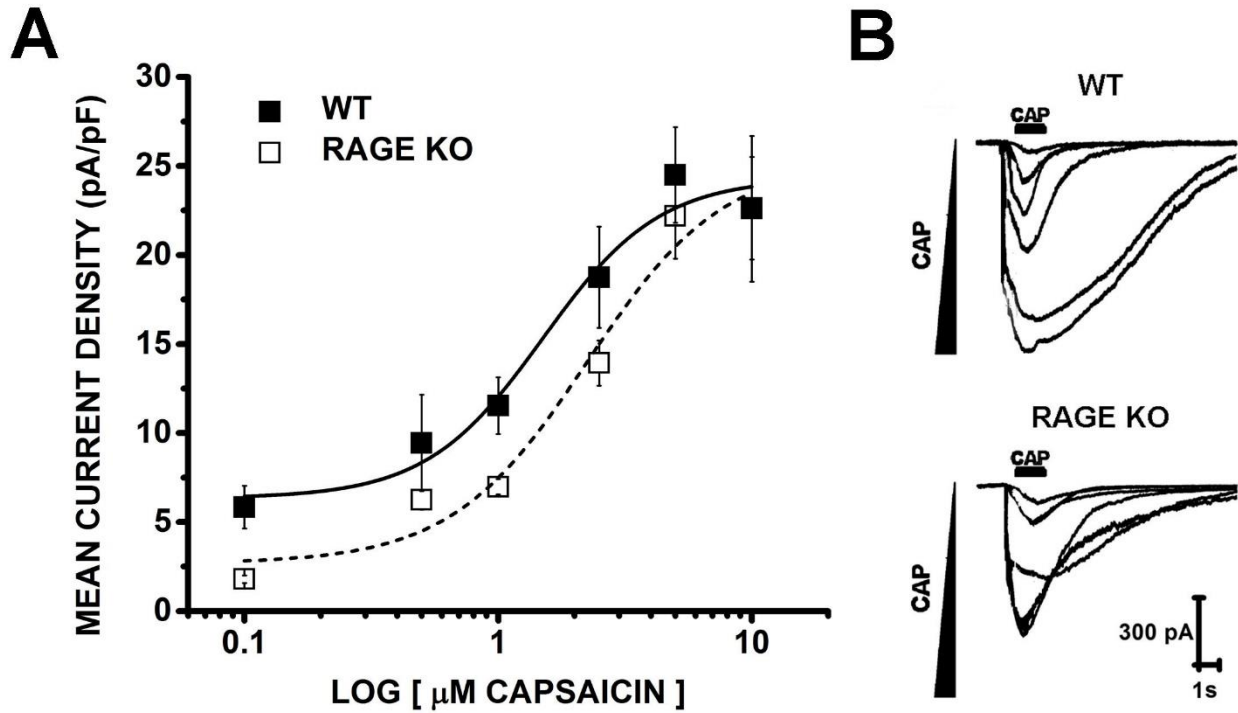 A
MEAN CURRENT DENSITY (pA/pF)
30
25
20
15
10
5
0
WT
RAGE KO
0.1
1
10
LOG [ μM CAPSAICIN ]
B
WT
CAP
CAP
RAGE KO
CAP
CAP
300 pA
1s